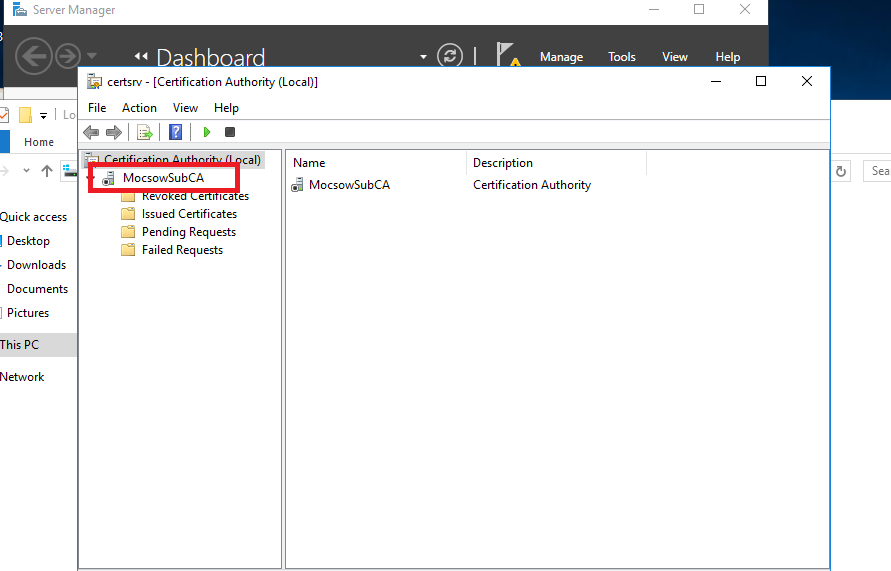 Server Manager
Dashboard
Manage Tools View Help
certsrv - [Certification Authority (Local)]
File Action View Help
Home
Certification Authority (Local)
MocsowSubCA
Revoked Certificates
Issued Certificates
Pending Requests
Failed Requests
Name Description
MocsowSubCA Certification Authority
Quick access
Desktop
Downloads
Documents
Pictures
This PC
Network